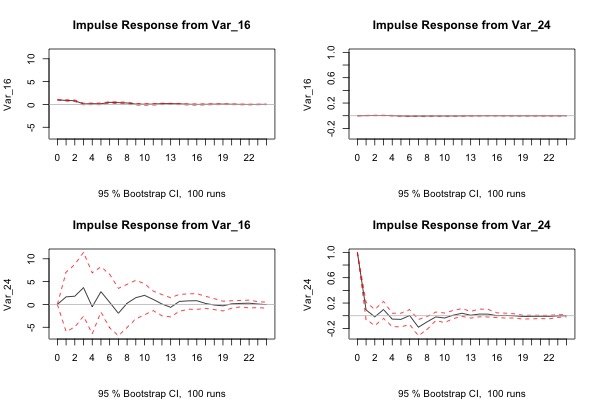 Impulse Response from Var_16
Var_16
10
5
0
-5
0 2 4 6 8 10 13 16 19 22
95 % Bootstrap CI,  100 runs
Impulse Response from Var_24
Var_16
1.0
0.6
0.2
-0.2
0 2 4 6 8 10 13 16 19 22
95 % Bootstrap CI,  100 runs
Impulse Response from Var_16
Var_24
10
5
0
-5
0 2 4 6 8 10 13 16 19 22
95 % Bootstrap CI,  100 runs
Impulse Response from Var_24
Var_24
1.0
0.6
0.2
-0.2
0 2 4 6 8 10 13 16 19 22
95 % Bootstrap CI,  100 runs